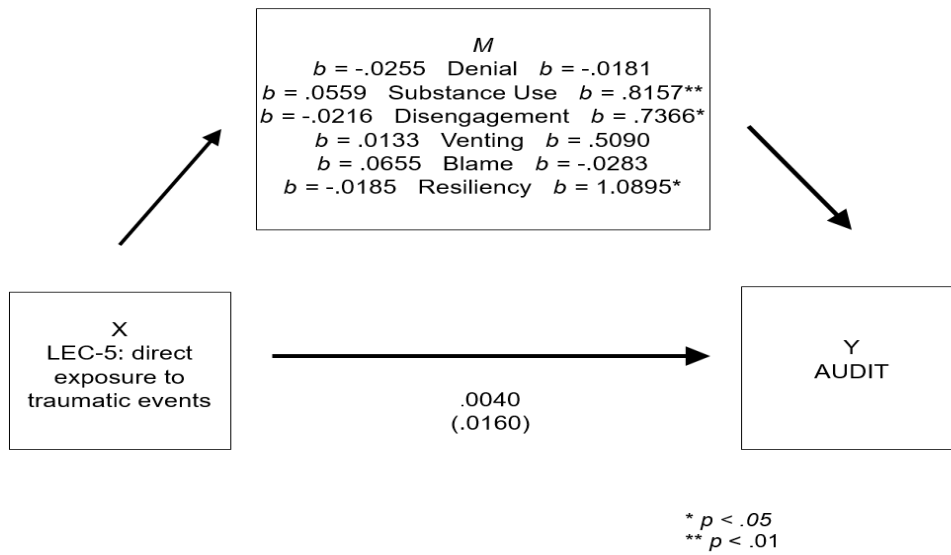 M
b = -.0255 Denial b = -.0181
b = .0559 Substance Use b = .8157**
b = -.0216 Disengagement b = .7366*
b = .0133 Venting b = .5090
b = .0655 Blame b = -.0283
b = -.0185 Resiliency b = 1.0895*
X
LEC-5: direct
exposure to
traumatic events
.0040
(.0160)
Y
AUDIT
* p < .05
** p < .01